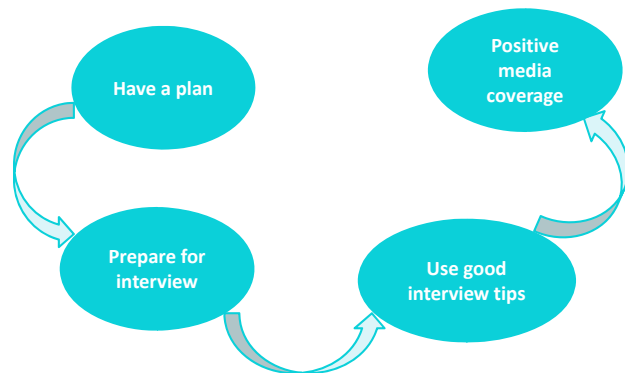 Have a plan
Prepare for
interview
Use good
interview tips
Positive
media
coverage